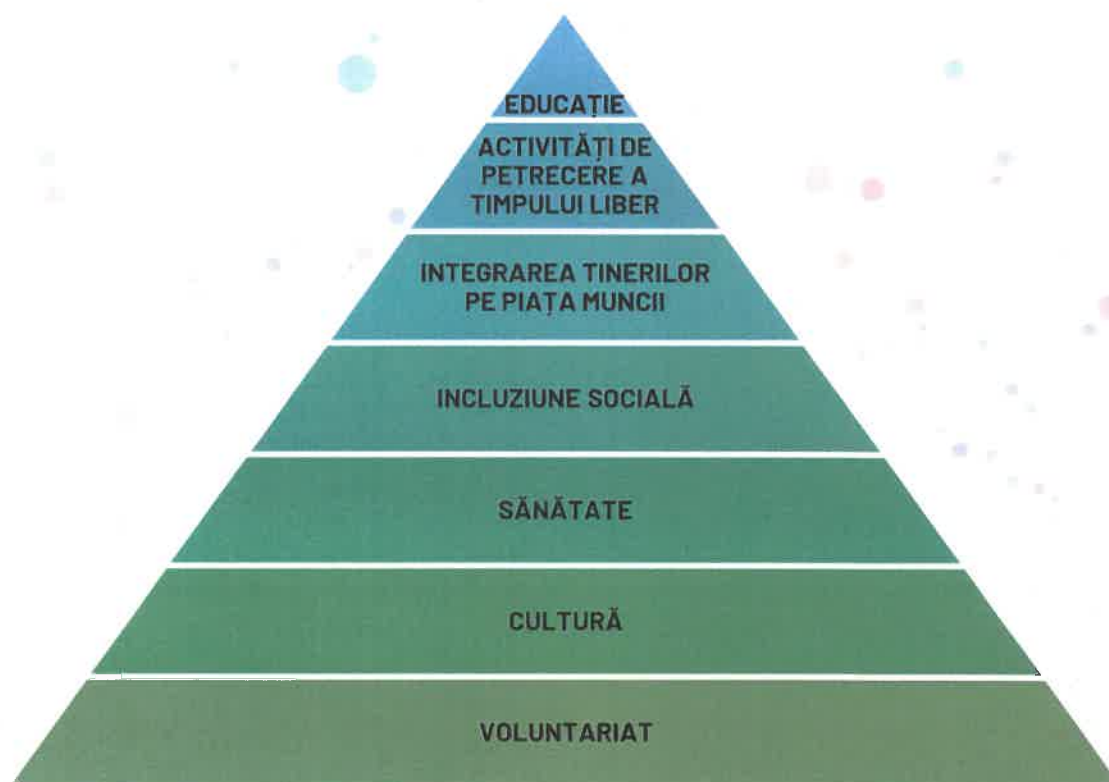 EDUCAȚIE
ACTIVITĂȚI DE
PETRECERE A
TIMPULUI LIBER
INTEGRAREA TINERILOR
PE PIAȚA MUNCII
INCLUZIUNE SOCIALĂ
SĂNĂTATE
CULTURĂ
VOLUNTARIAT